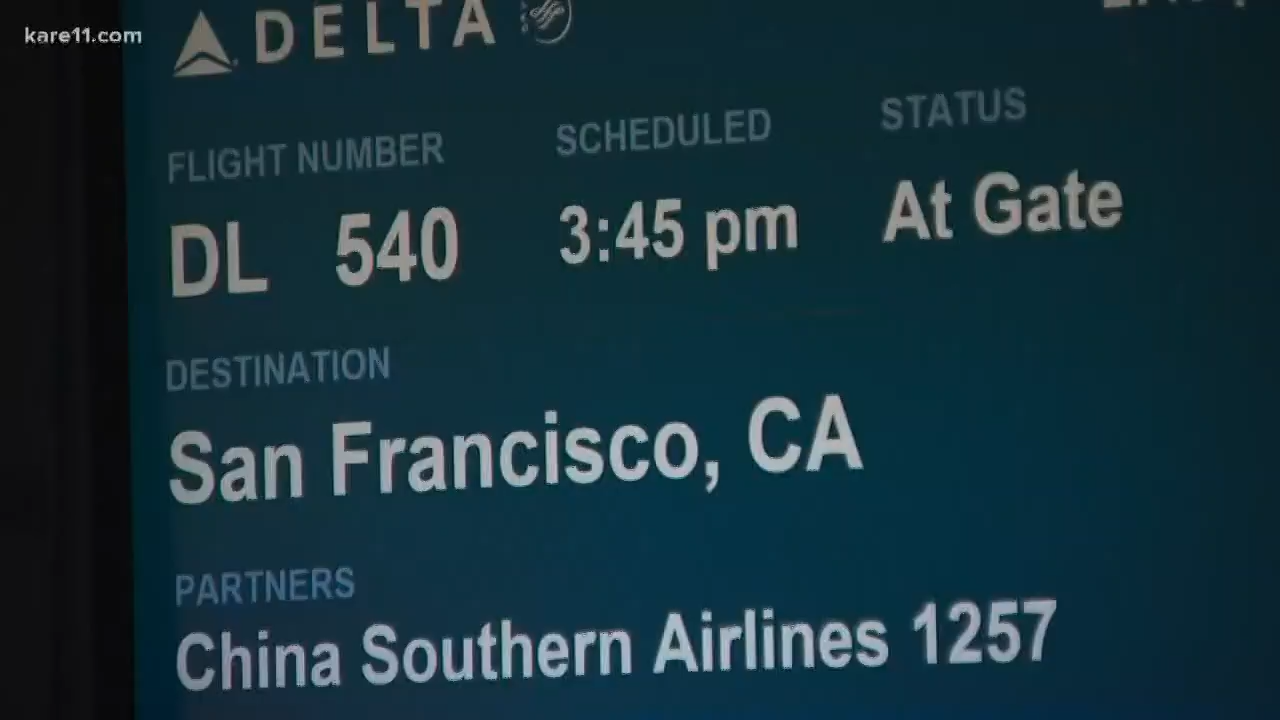 kare11.com
DELTA
FLIGHT NUMBER SCHEDULED STATUS
DL 540 3:45 pm At Gate
DESTINATION
San Francisco, CA
PARTNERS
China Southern Airlines 1257